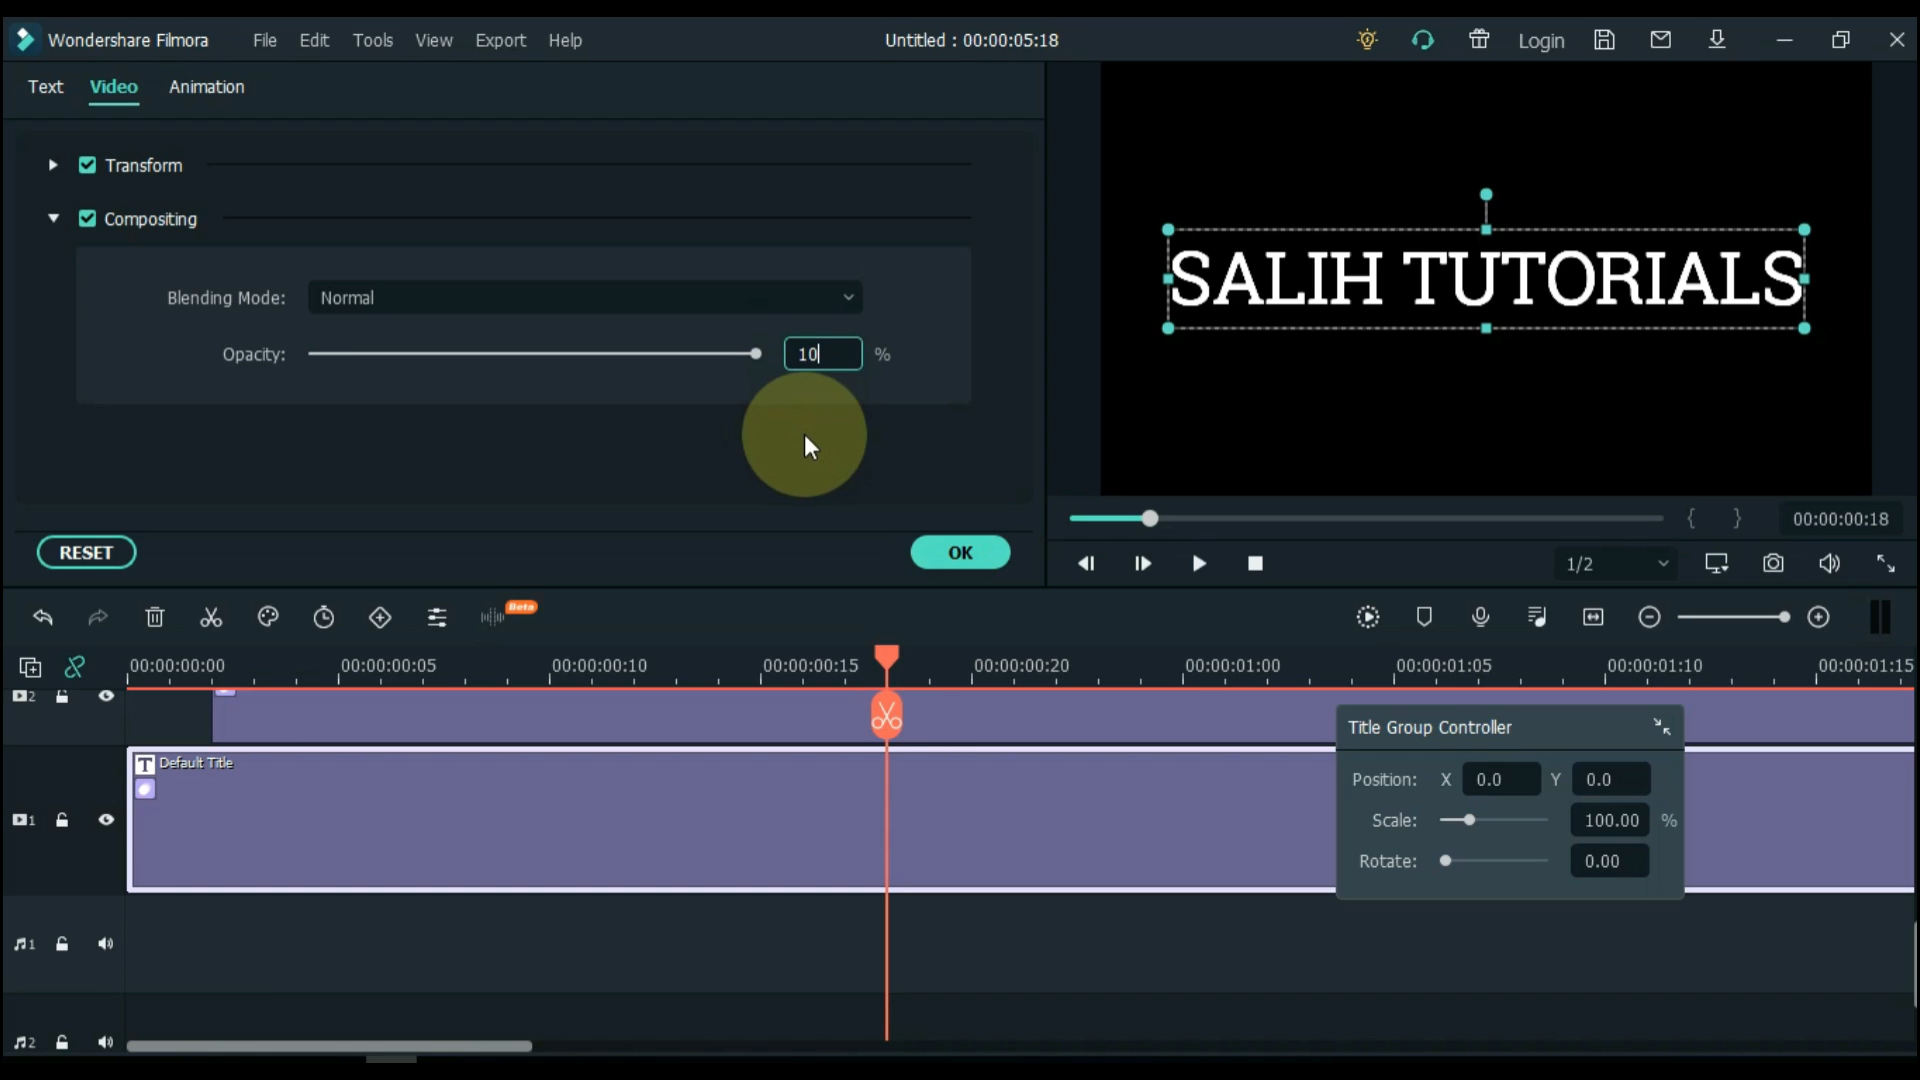 Wondershare Filmora File Edit Tools View Export Help Untitled : 00:00:05:18 Login
Text Video Animation
Transform
Compositing
Blending Mode: Normal
Opacity: 10 %
RESET OK
SALIH TUTORIALS
{ } 00:00:00:18
1/2
Beta
00:00:00:00 00:00:00:05 00:00:00:10 00:00:00:15 00:00:00:20 00:00:01:00 00:00:01:05 00:00:01:10 00:00:01:15
2
T Default Title
1
1
2
Title Group Controller
Position: X 0.0 Y 0.0
Scale: 100.00 %
Rotate: 0.00